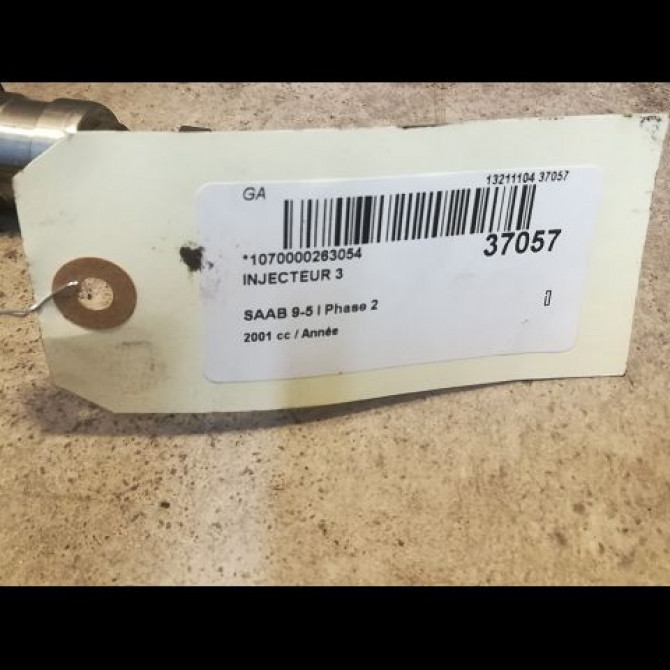 GA
13211104 37057
*1070000263054
37057
INJECTEUR 3
SAAB 9-5 I Phase 2
2001 cc / Année